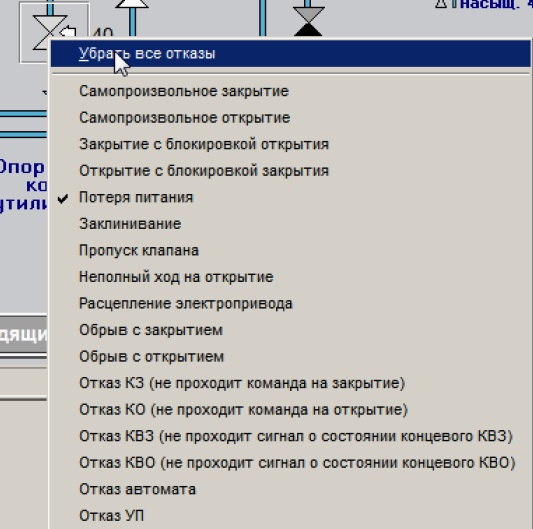 40
насыщ. 4
Убрать все отказы
Самопроизвольное закрытие
Самопроизвольное открытие
Закрытие с блокировкой открытия
Открытие с блокировкой закрытия
Потеря питания
Заклинивание
Пропуск клапана
Неполный ход на открытие
Расцепление электропривода
Обрыв с закрытием
Обрыв с открытием
Отказ КЗ (не проходит команда на закрытие)
Отказ КО (не проходит команда на открытие)
Отказ КВЗ (не проходит сигнал о состоянии концевого КВЗ)
Отказ КВО (не проходит сигнал о состоянии концевого КВО)
Отказ автомата
Отказ УП
Опор
ко
утили
дящи